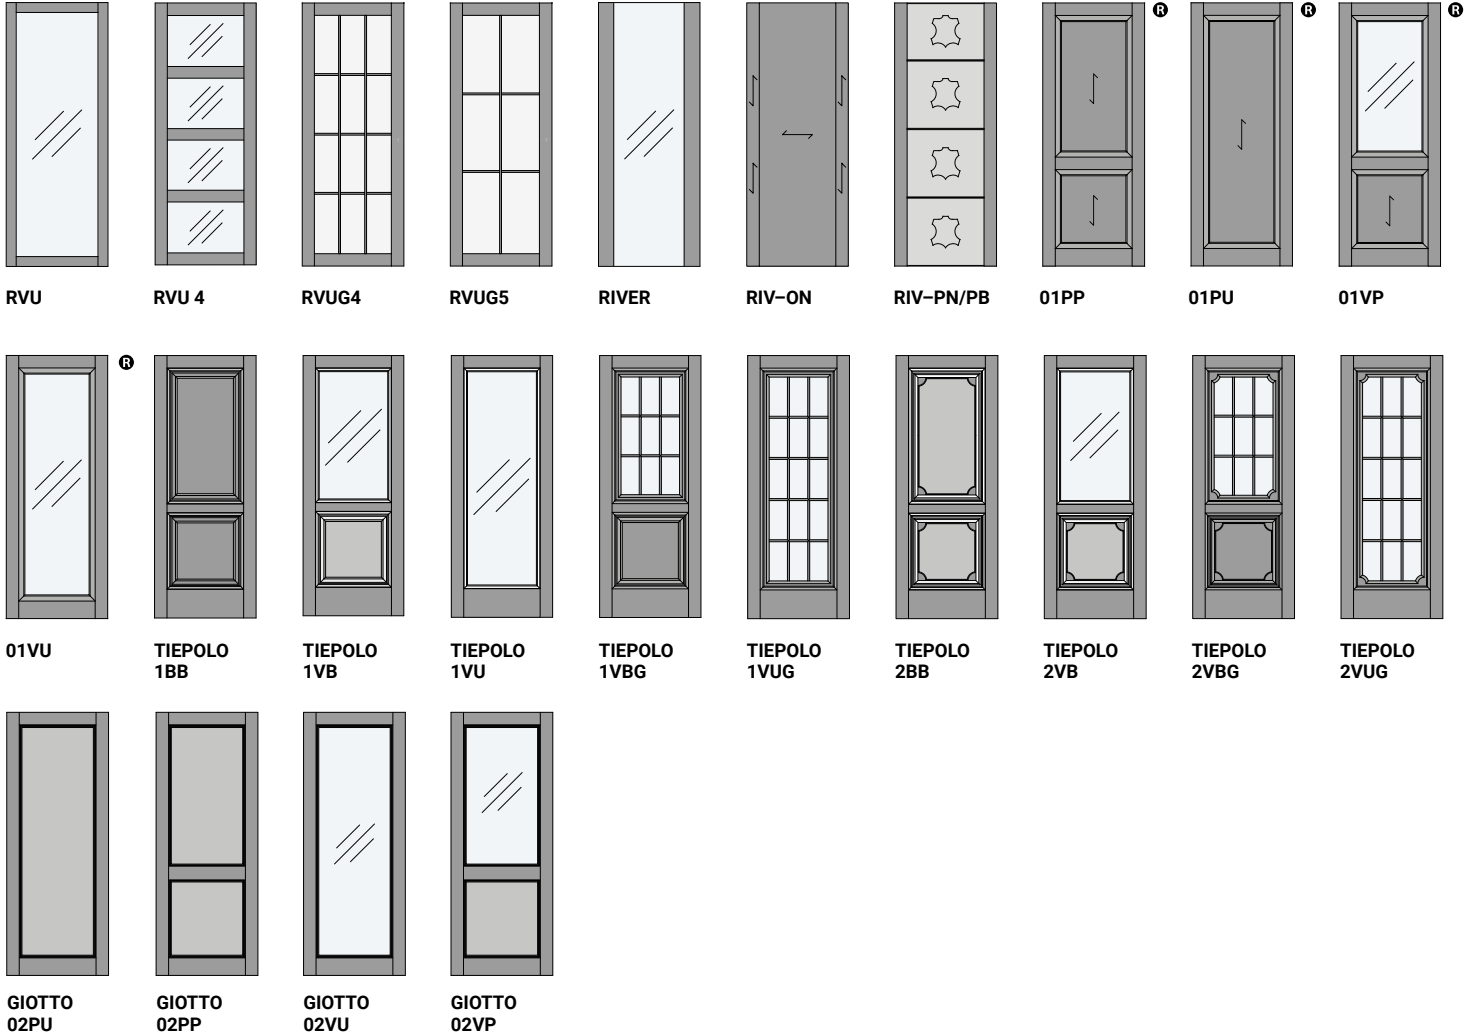 R R R
RVU RVU 4 RVUG4 RVUG5 RIVER RIV–ON RIV–PN/PB 01PP 01PU 01VP
R
01VU TIEPOLO TIEPOLO TIEPOLO TIEPOLO TIEPOLO TIEPOLO TIEPOLO TIEPOLO TIEPOLO
1BB 1VB 1VU 1VBG 1VUG 2BB 2VB 2VBG 2VUG
GIOTTO GIOTTO GIOTTO GIOTTO
02PU 02PP 02VU 02VP